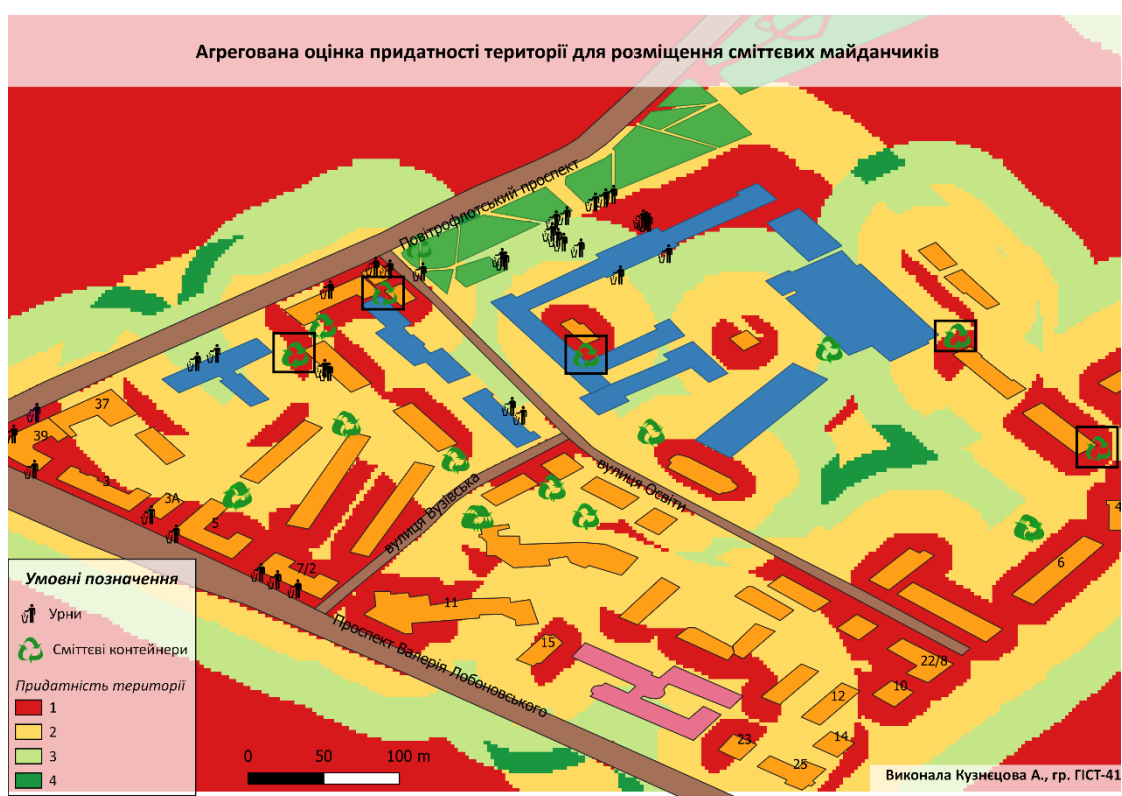 Агрегована оцінка придатності території для розміщення сміттєвих майданчиків
Повітрофлотський проспект
37
39
3
3А
5
7/2
вулиця Вузівська
вулиця Освіти
4
6
11
15
Проспект Валерія Лобоновського
22/8
10
12
14
23
25
Умовні позначення
Урни
Сміттєві контейнери
Придатність території
1
2
3
4
0 50 100 m
Виконала Кузнєцова А., гр. ГІСТ-41